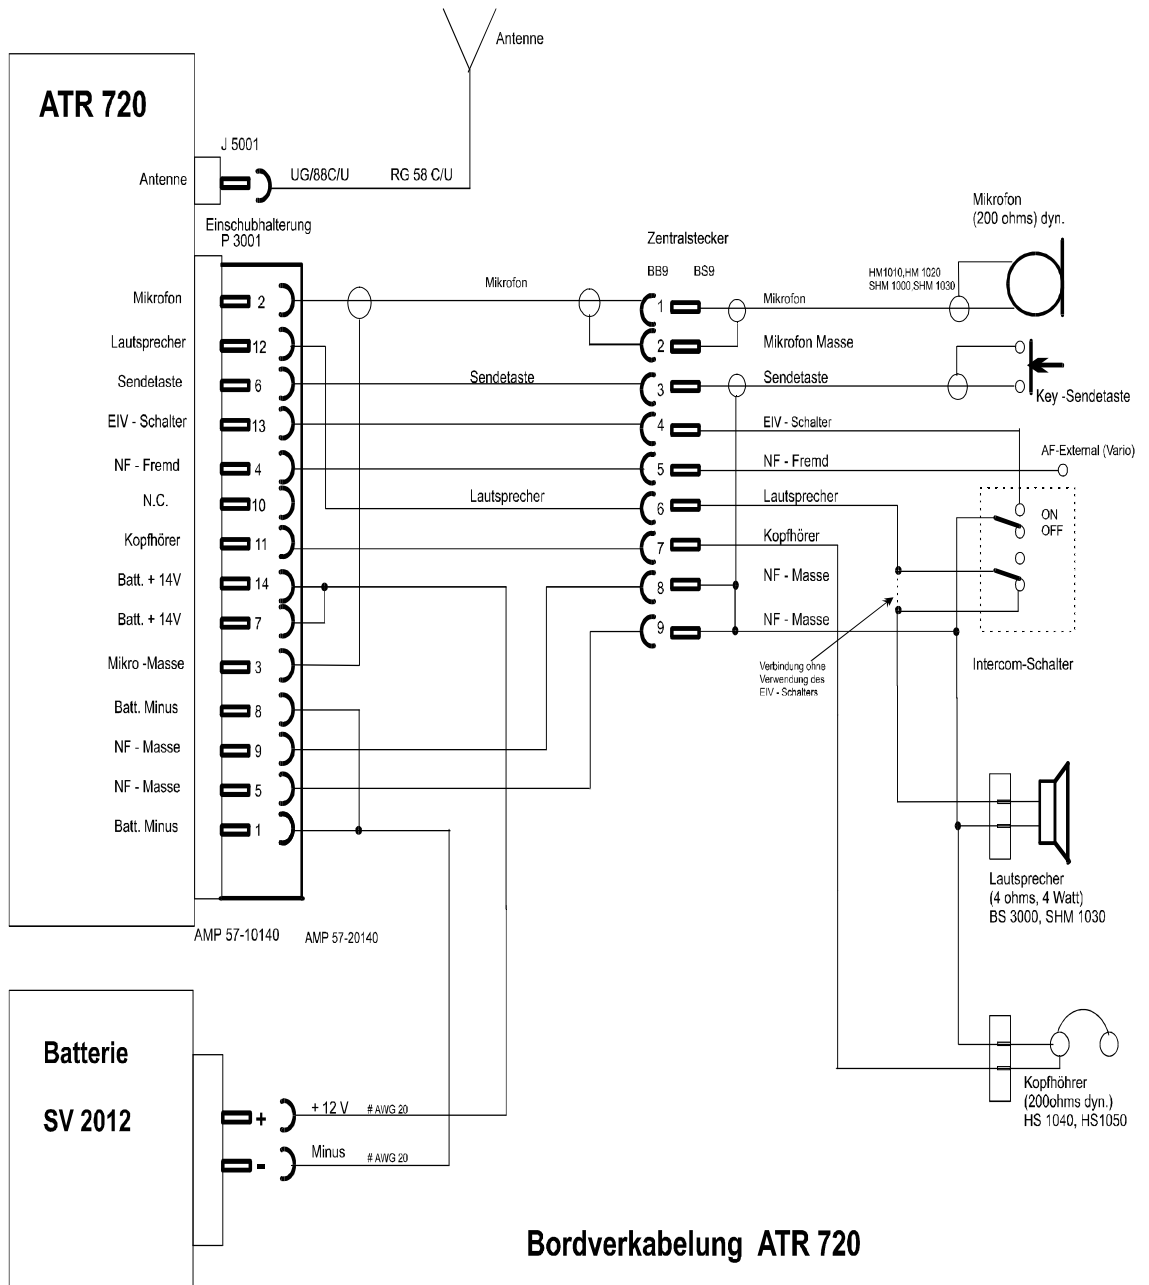 Antenne
ATR 720
J 5001
Antenne
UG/88C/U
RG 58 C/U
Einschubhalterung
P 3001
Zentralstecker
BB9
BS9
Mikrofon
(200 ohms) dyn.
HM1010,HM 1020
SHM 1000,SHM 1030
Mikrofon
2
Mikrofon
1
Mikrofon
Lautsprecher
12
2
Mikrofon Masse
Sendetaste
6
Sendetaste
3
Sendetaste
Key -Sendetaste
EIV - Schalter
13
4
EIV - Schalter
NF - Fremd
4
5
NF - Fremd
AF-External (Vario)
N.C.
10
Lautsprecher
6
Lautsprecher
ON
OFF
Kopfhörer
11
7
Kopfhörer
Batt. + 14V
14
8
NF - Masse
Batt. + 14V
7
9
NF - Masse
Mikro -Masse
3
Verbindung ohne
Verwendung des
EIV - Schalters
Intercom-Schalter
Batt. Minus
8
NF - Masse
9
NF - Masse
5
Batt. Minus
1
Lautsprecher
(4 ohms, 4 Watt)
BS 3000, SHM 1030
AMP 57-10140
AMP 57-20140
Batterie
SV 2012
+
+ 12 V
# AWG 20
-
Minus
# AWG 20
Kopfhöhrer
(200ohms dyn.)
HS 1040, HS1050
Bordverkabelung ATR 720